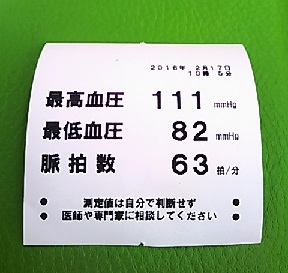 2016年 2月17日
10時 5分
最高血圧 111 mmHg
最低血圧 82 mmHg
脈拍数 63 拍/分
● 測定値は自分で判断せず ●
● 医師や専門家に相談してください ●